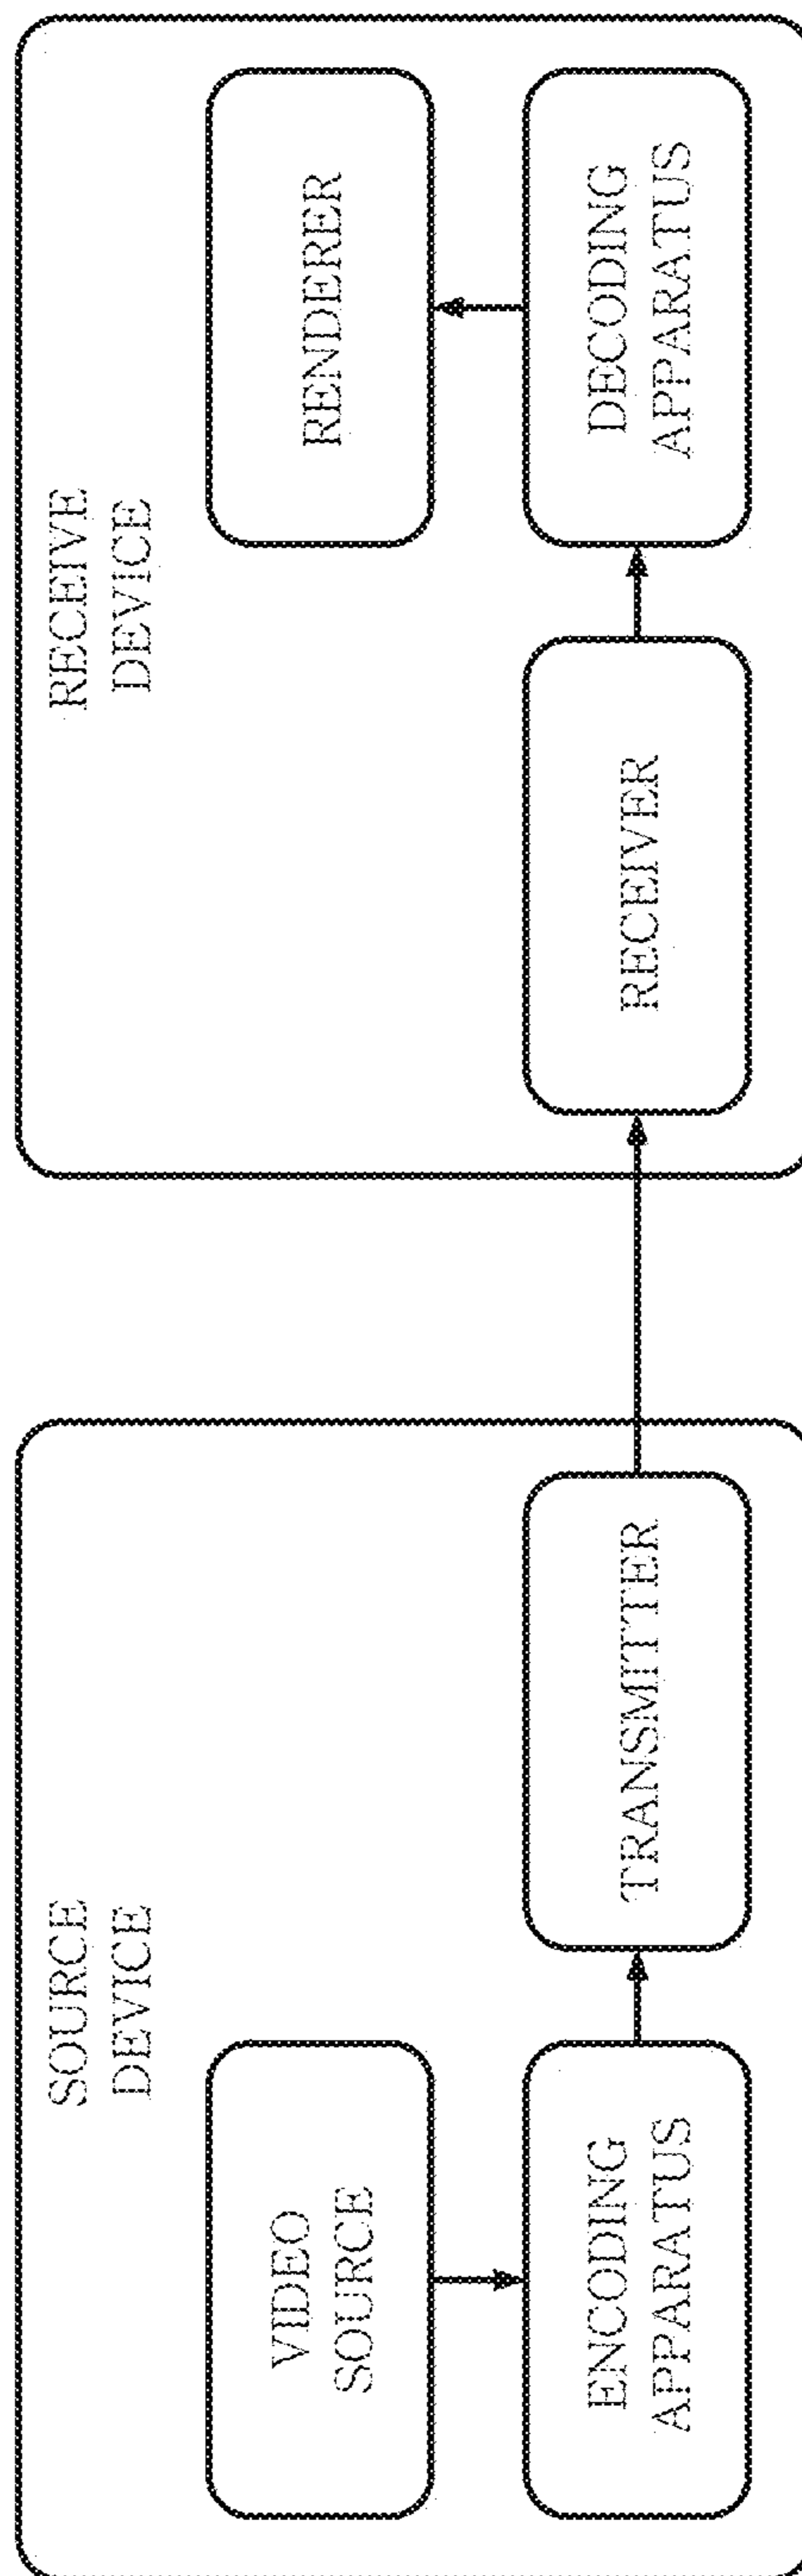 SOURCE
DEVICE
VIDEO
SOURCE
ENCODING
APPARATUS
TRANSMITTER
RECEIVE
DEVICE
RECEIVER
RENDERER
DECODING
APPARATUS